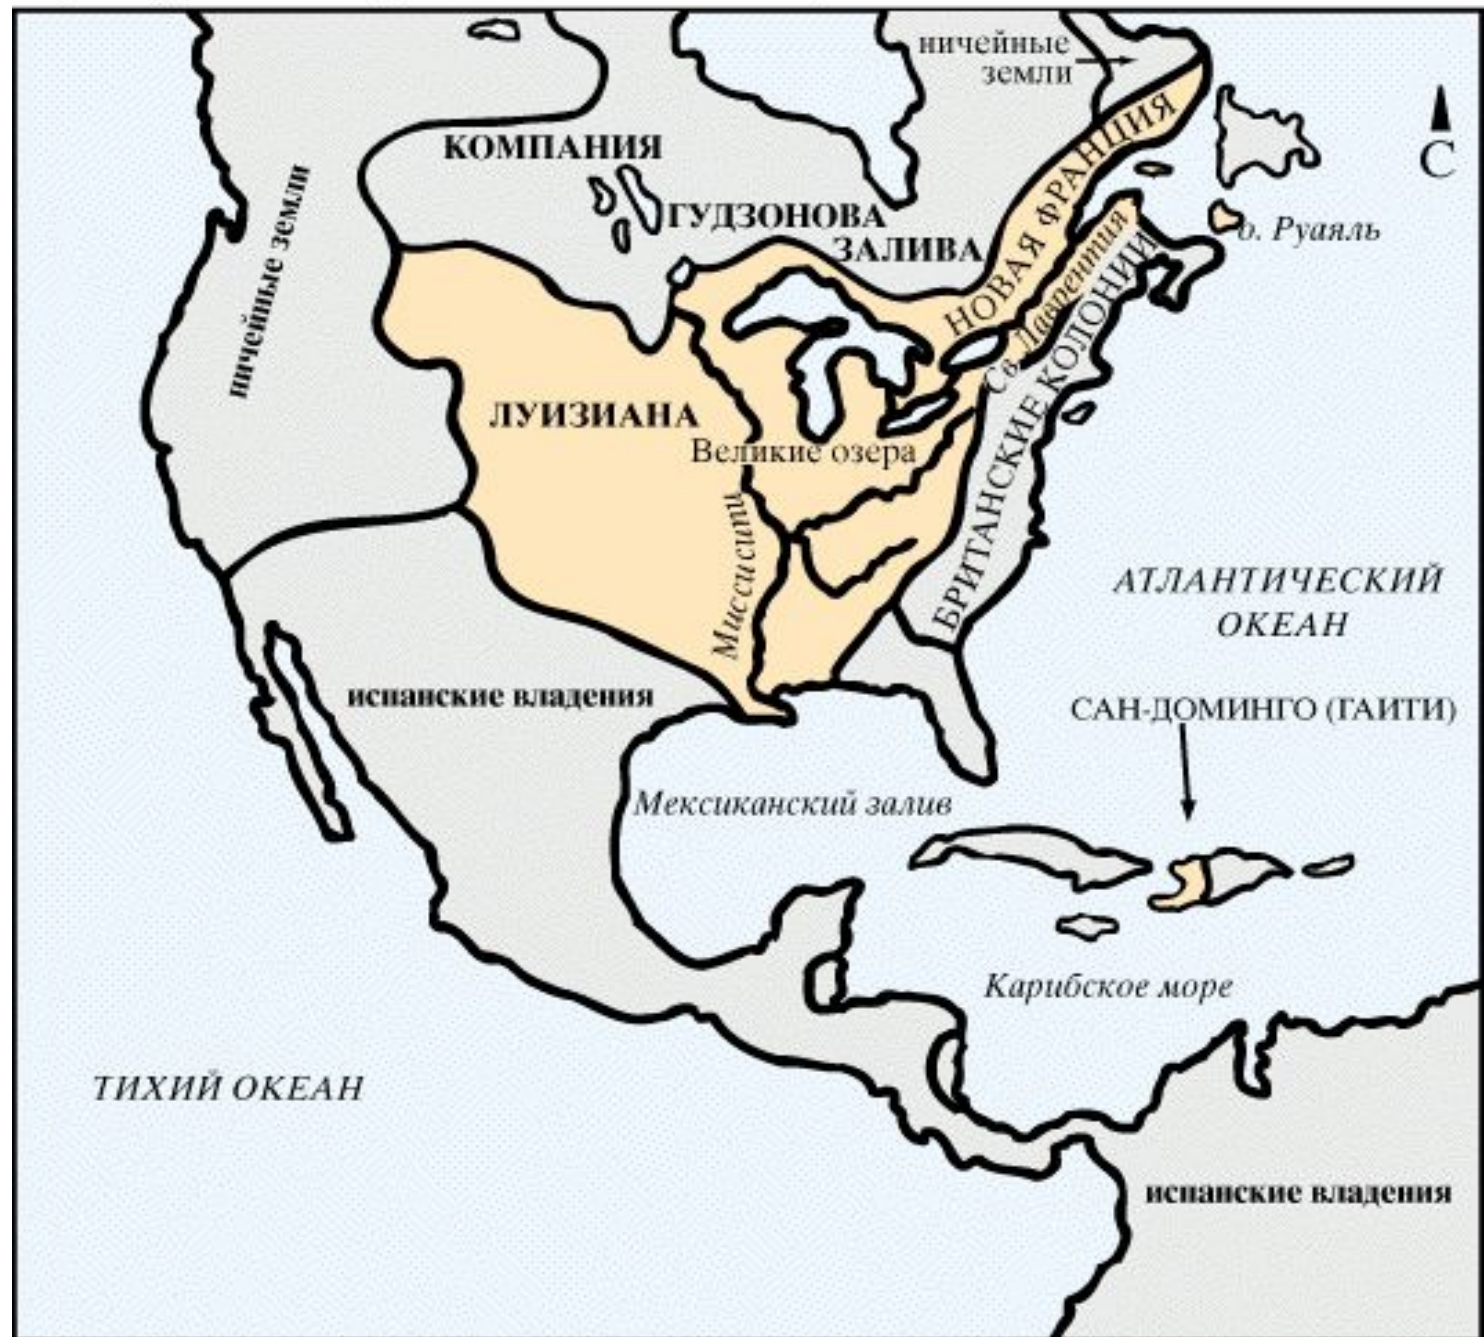 ничейные
земли
С
КОМПАНИЯ
ГУДЗОНОВА
ЗАЛИВА
НОВАЯ ФРАНЦИЯ
о. Руаяль
ничейные земли
Св. Лаврентия
БРИТАНСКИЕ КОЛОНИИ
ЛУИЗИАНА
Великие озера
Миссисипи
АТЛАНТИЧЕСКИЙ
ОКЕАН
испанские владения
САН-ДОМИНГО (ГАИТИ)
Мексиканский залив
Карибское море
ТИХИЙ ОКЕАН
испанские владения